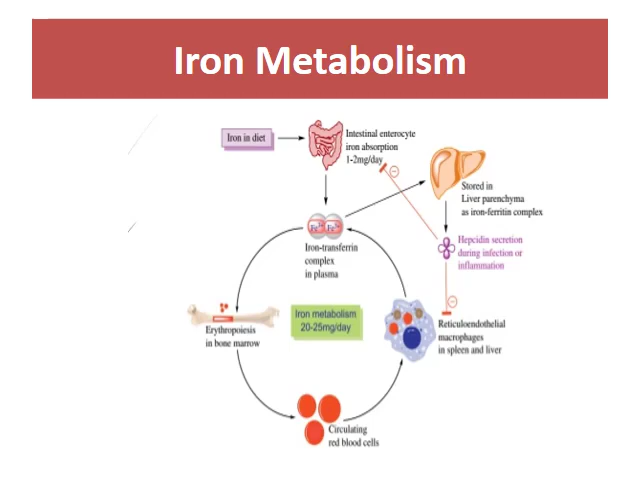 Iron Metabolism
Iron in diet
Intestinal enterocyte
iron absorption
1-2mg/day
Stored in
Liver parenchyma
as iron-ferritin complex
Iron-transferrin
complex
in plasma
Hepcidin secretion
during infection or
inflammation
Iron metabolism
20-25mg/day
Erythropoiesis
in bone marrow
Reticuloendothelial
macrophages
in spleen and liver
Circulating
red blood cells